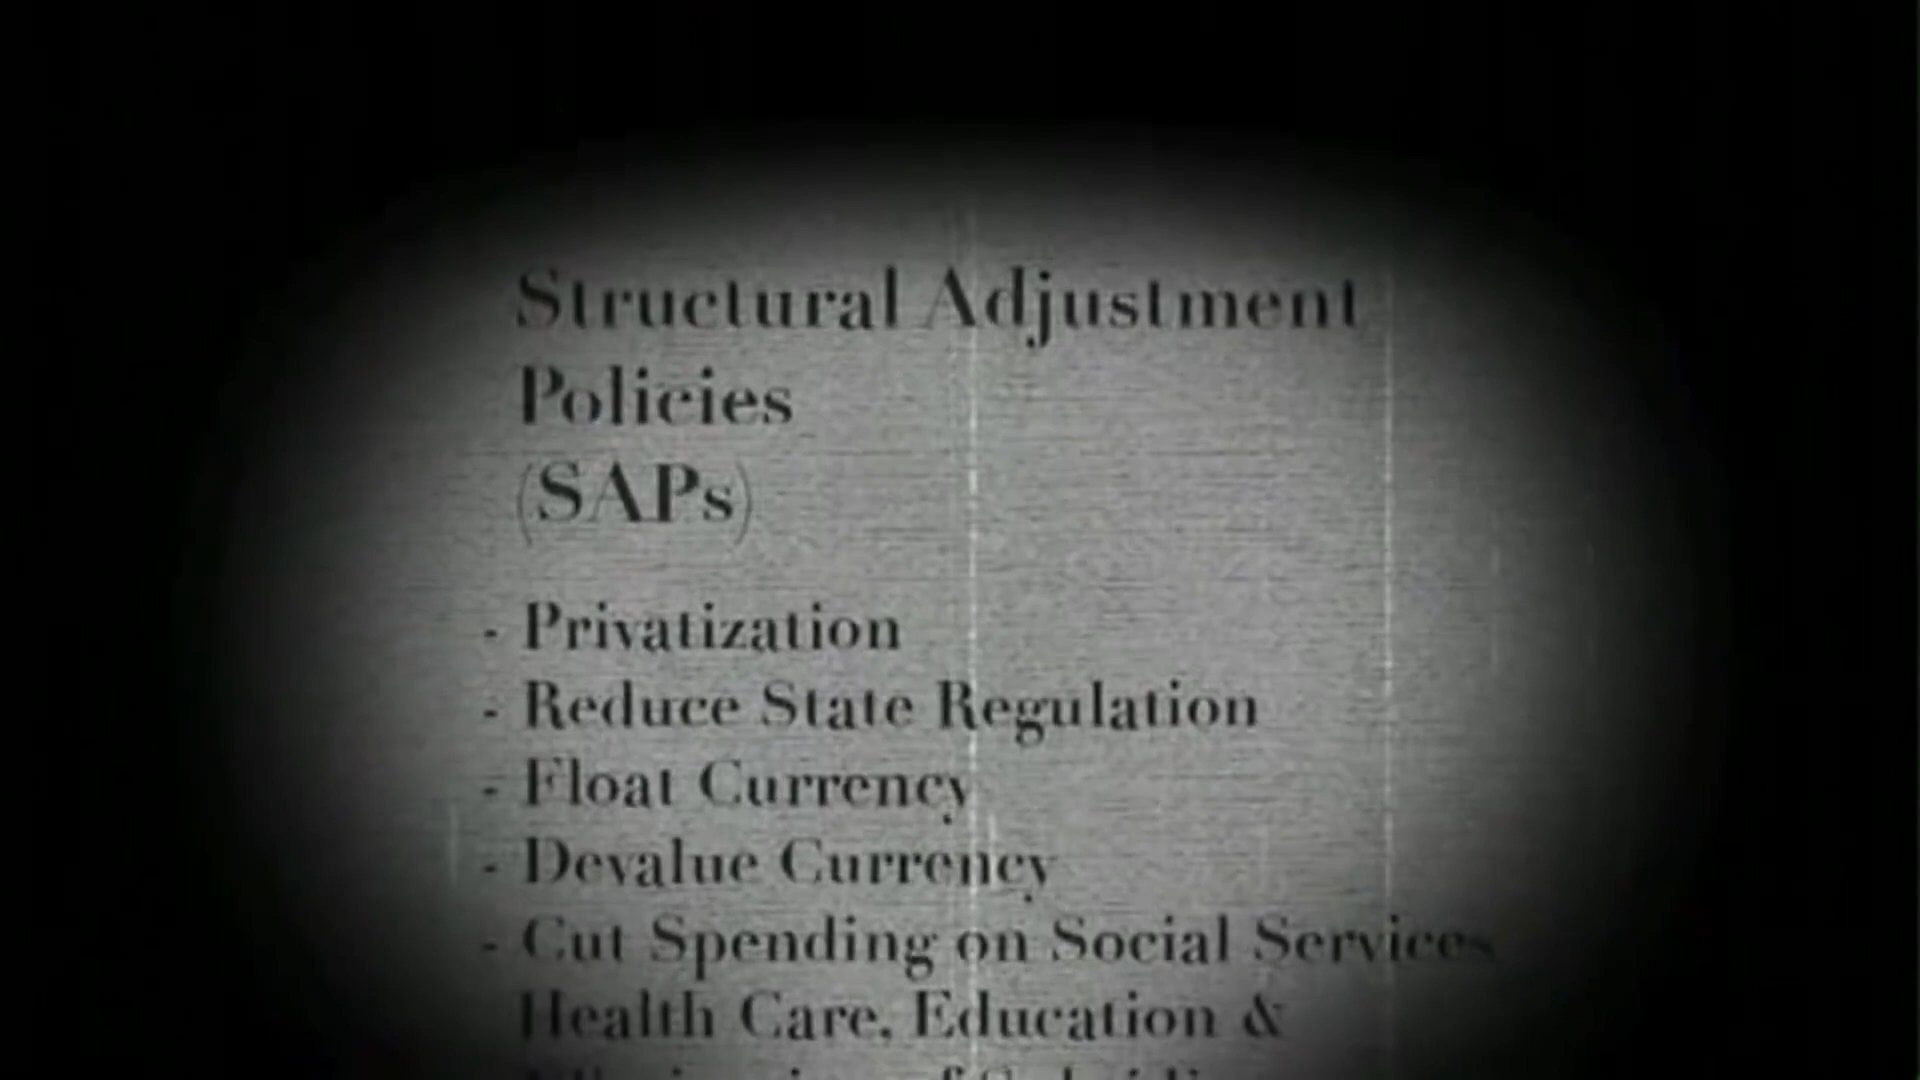 Structural Adjustment
Policies
(SAPs)
- Privatization
- Reduce State Regulation
- Float Currency
- Devalue Currency
- Cut Spending on Social Services
Health Care, Education &